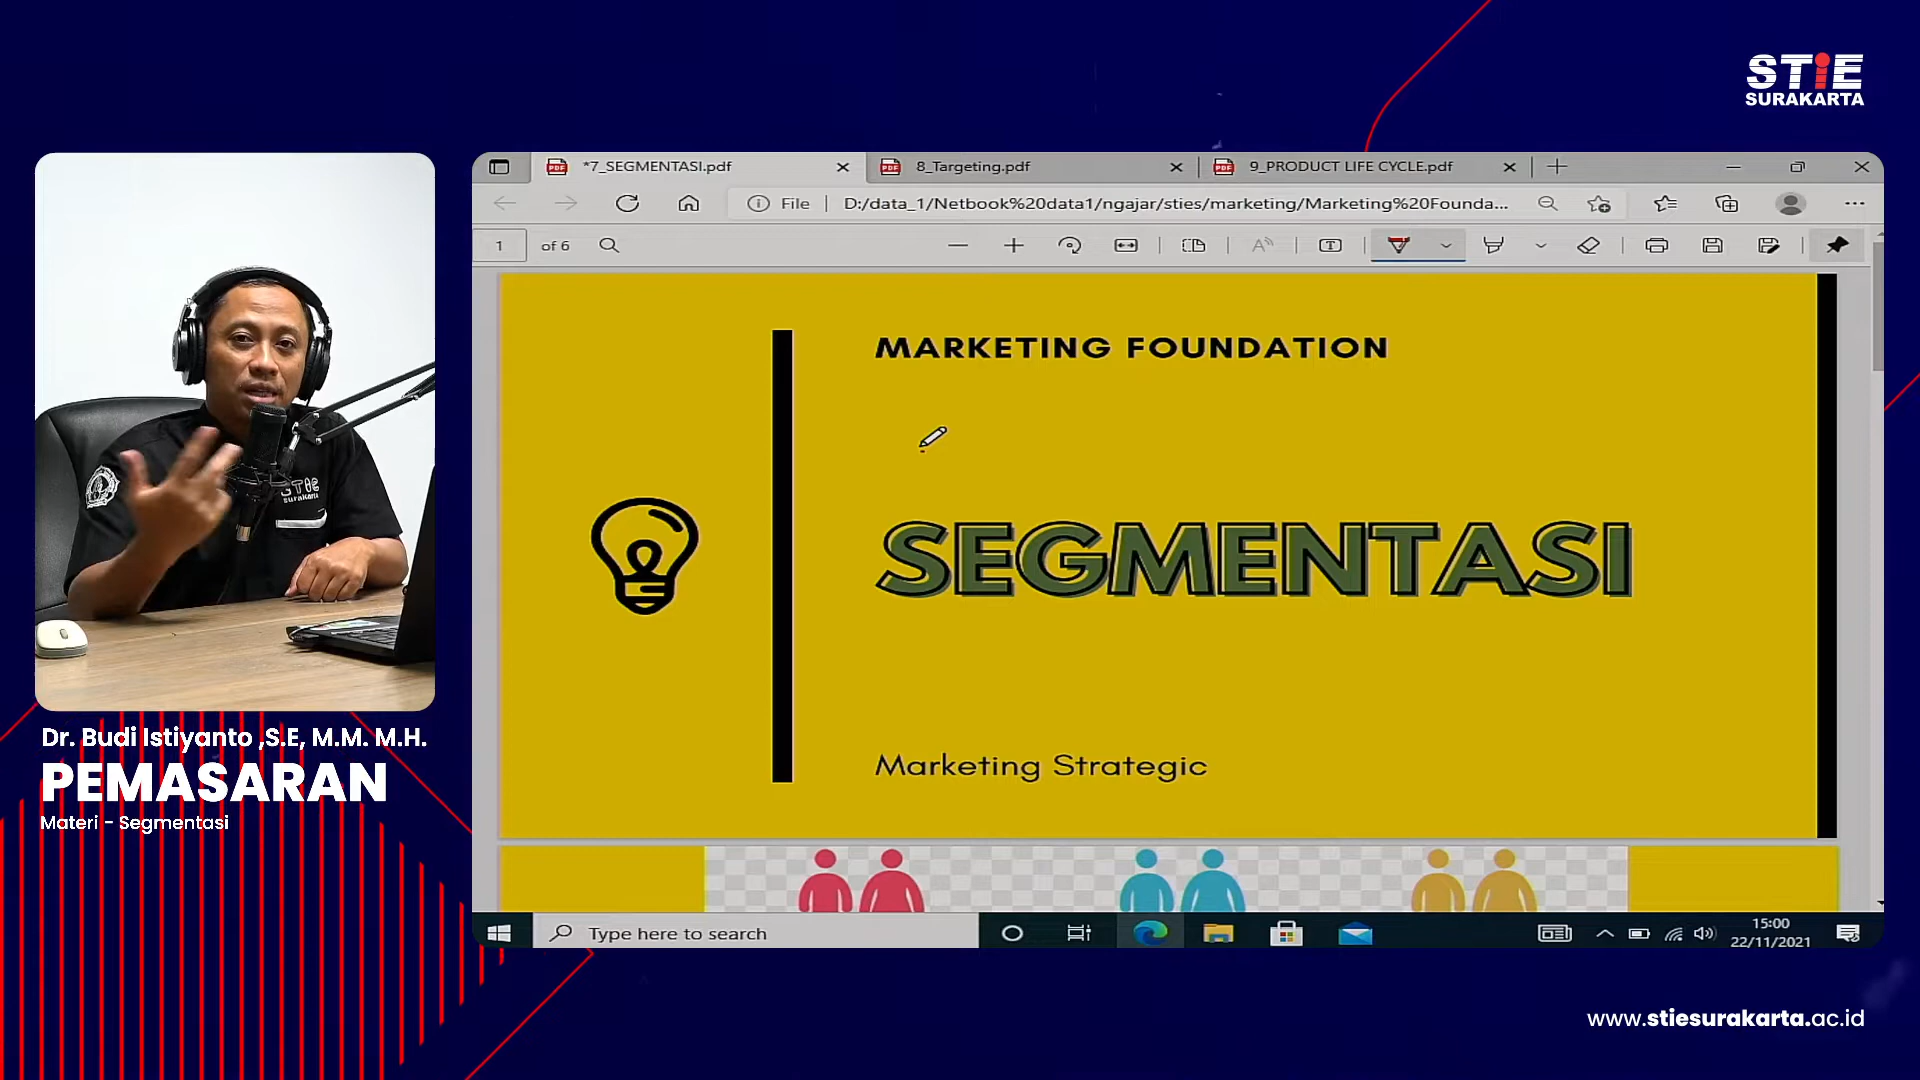 STiE
SURAKARTA
*7_SEGMENTASI.pdf
8_Targeting.pdf
9_PRODUCT LIFE CYCLE.pdf
File
D:/data_1/Netbook%20data1/ngajar/sties/marketing/Marketing%20Founda...
1 of 6
MARKETING FOUNDATION
SEGMENTASI
Marketing Strategic
STiE
surakarta
Dr. Budi Istiyanto ,S.E, M.M. M.H.
PEMASARAN
Materi - Segmentasi
Type here to search
15:00
22/11/2021
www.stiesurakarta.ac.id